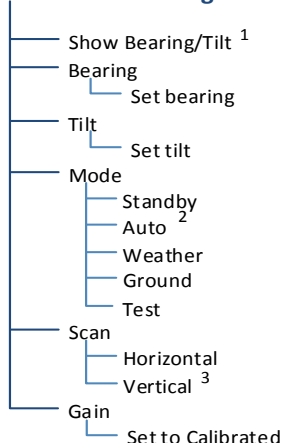 Show Bearing/Tilt 1
Bearing
Set bearing
Tilt
Set tilt
Mode
Standby
Auto 2
Weather
Ground
Test
Scan
Horizontal
Vertical 3
Gain
Set to Calibrated